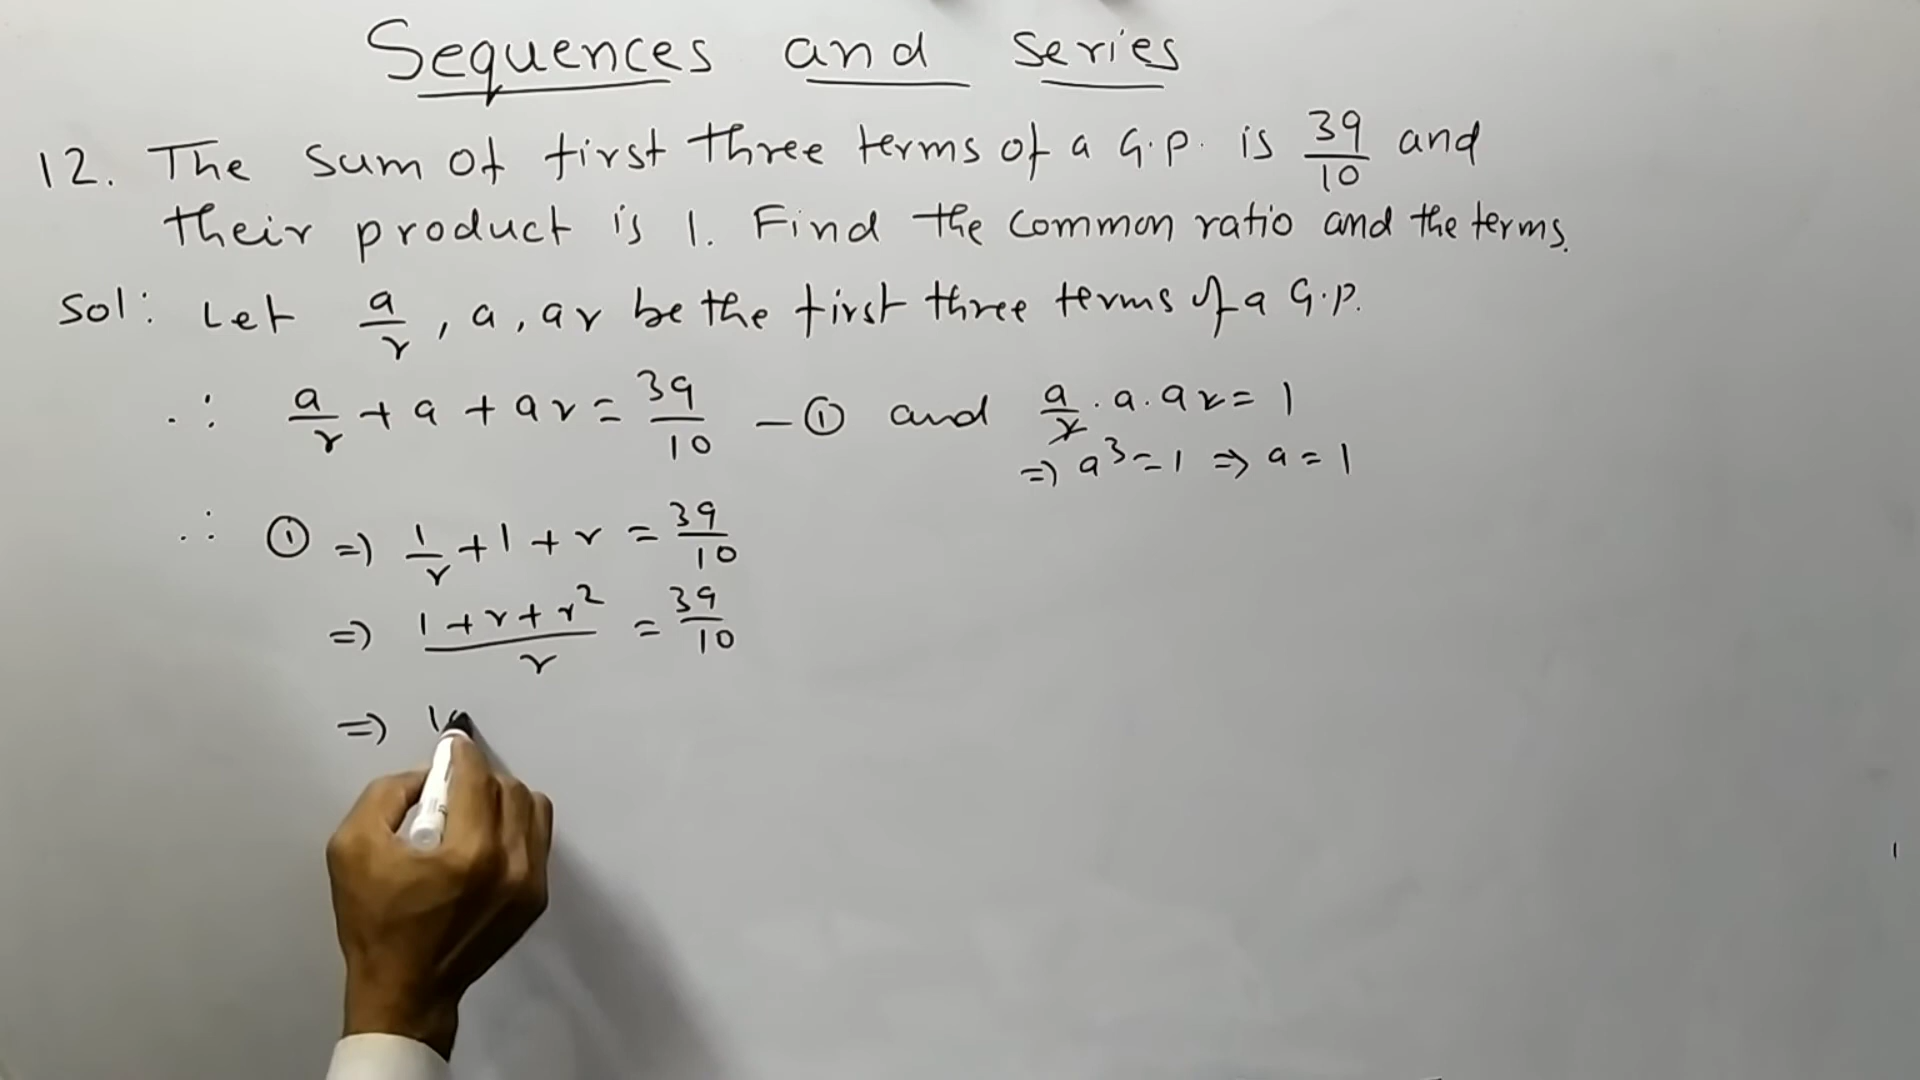 Sequences and series
12. The sum of first three terms of a G.P. is 39/10 and
their product is 1. Find the common ratio and the terms.
Sol: Let a/r, a, ar be the first three terms of a G.P.
∴ a/r + a + ar = 39/10 — ① and a/r . a . ar = 1
=> a³ = 1 => a = 1
∴ ① => 1/r + 1 + r = 39/10
=> (1 + r + r²)/r = 39/10
=> 10